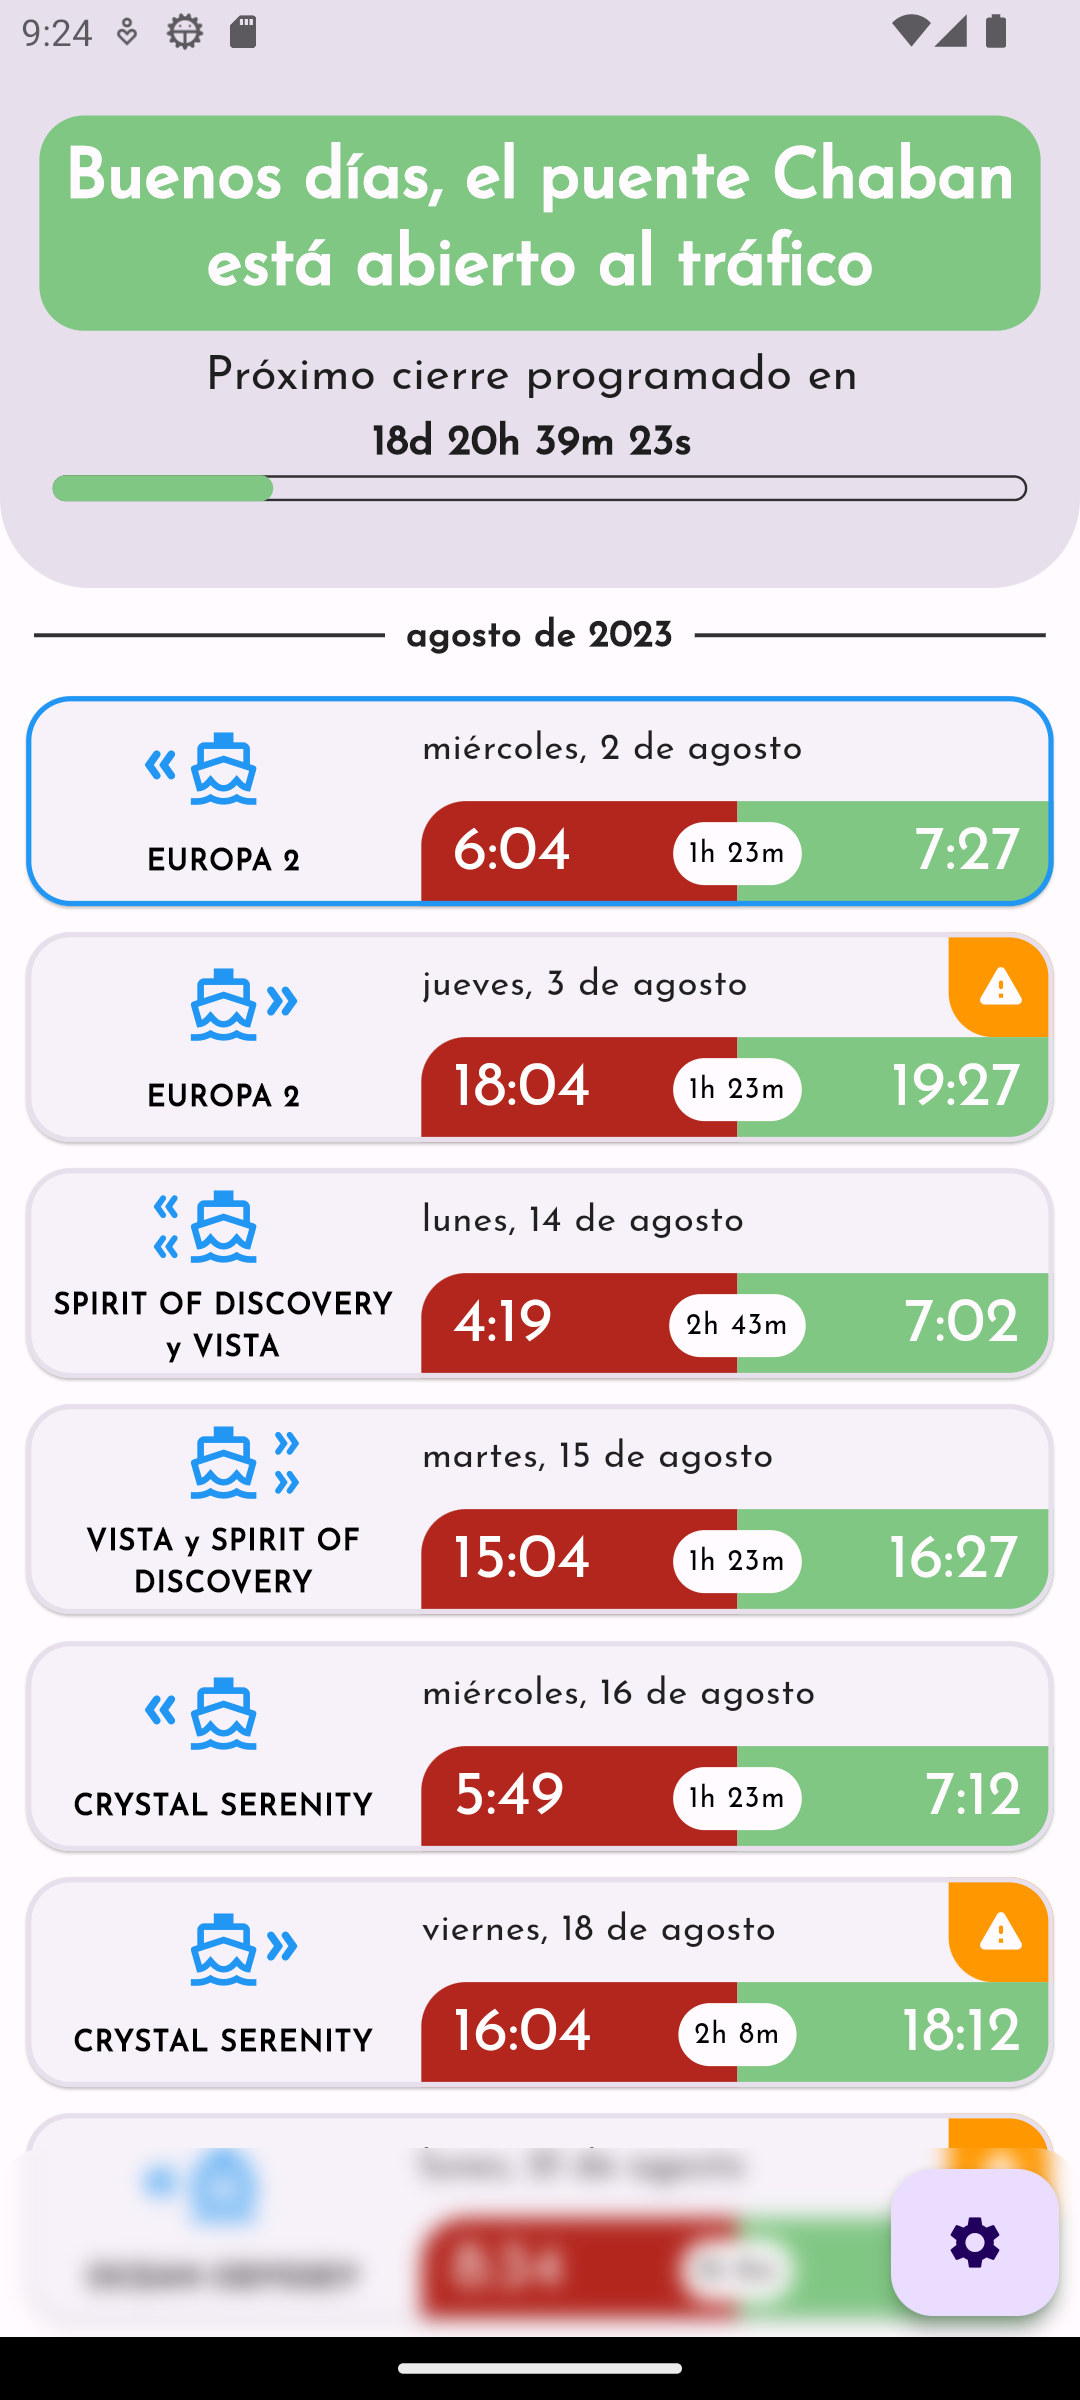 9:24
Buenos días, el puente Chaban
está abierto al tráfico
Próximo cierre programado en
18d 20h 39m 23s
agosto de 2023
miércoles, 2 de agosto
EUROPA 2
6:04
1h 23m
7:27
jueves, 3 de agosto
EUROPA 2
18:04
1h 23m
19:27
lunes, 14 de agosto
SPIRIT OF DISCOVERY
y VISTA
4:19
2h 43m
7:02
martes, 15 de agosto
VISTA y SPIRIT OF
DISCOVERY
15:04
1h 23m
16:27
miércoles, 16 de agosto
CRYSTAL SERENITY
5:49
1h 23m
7:12
viernes, 18 de agosto
CRYSTAL SERENITY
16:04
2h 8m
18:12